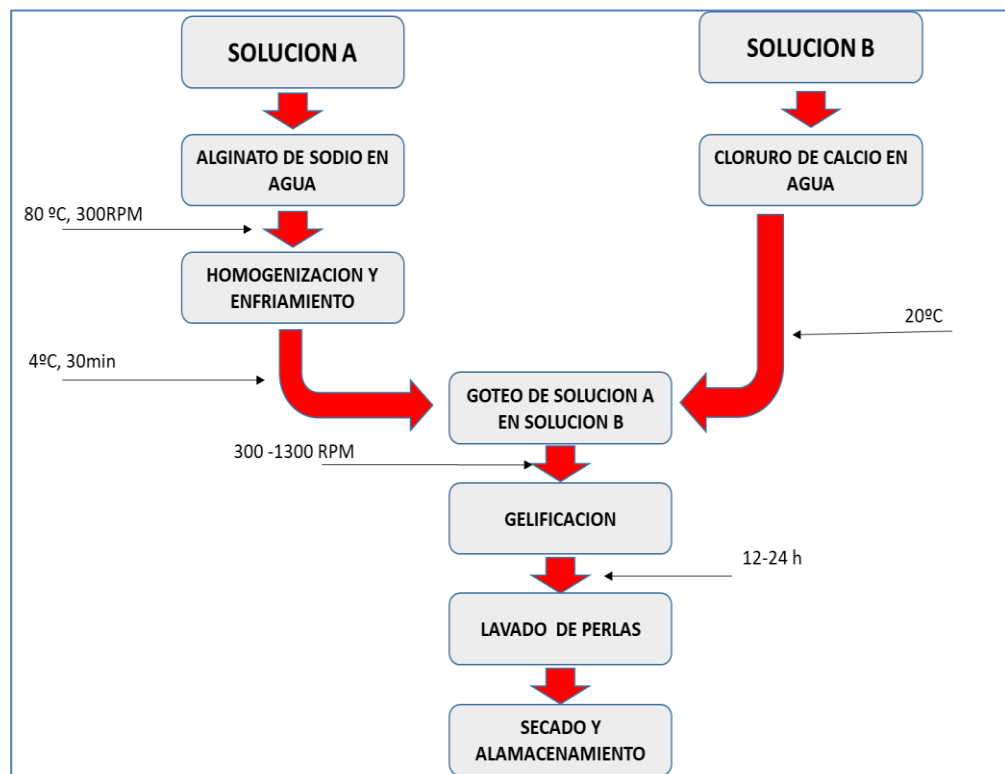 SOLUCION A
SOLUCION B
ALGINATO DE SODIO EN
AGUA
CLORURO DE CALCIO EN
AGUA
80 ºC, 300RPM
HOMOGENIZACION Y
ENFRIAMIENTO
20ºC
4ºC, 30min
GOTEO DE SOLUCION A
EN SOLUCION B
300 -1300 RPM
GELIFICACION
12-24 h
LAVADO DE PERLAS
SECADO Y
ALAMACENAMIENTO